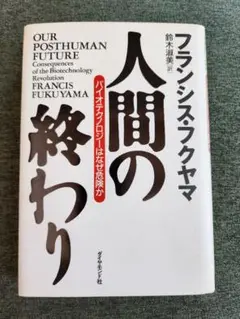 OUR
POSTHUMAN
FUTURE
Consequences
of the Biotechnology
Revolution
FRANCIS
FUKUYAMA
フランシス・フクヤマ
鈴木淑美[訳]
人間の
終わり
バイオテクノロジーはなぜ危険か
ダイヤモンド社